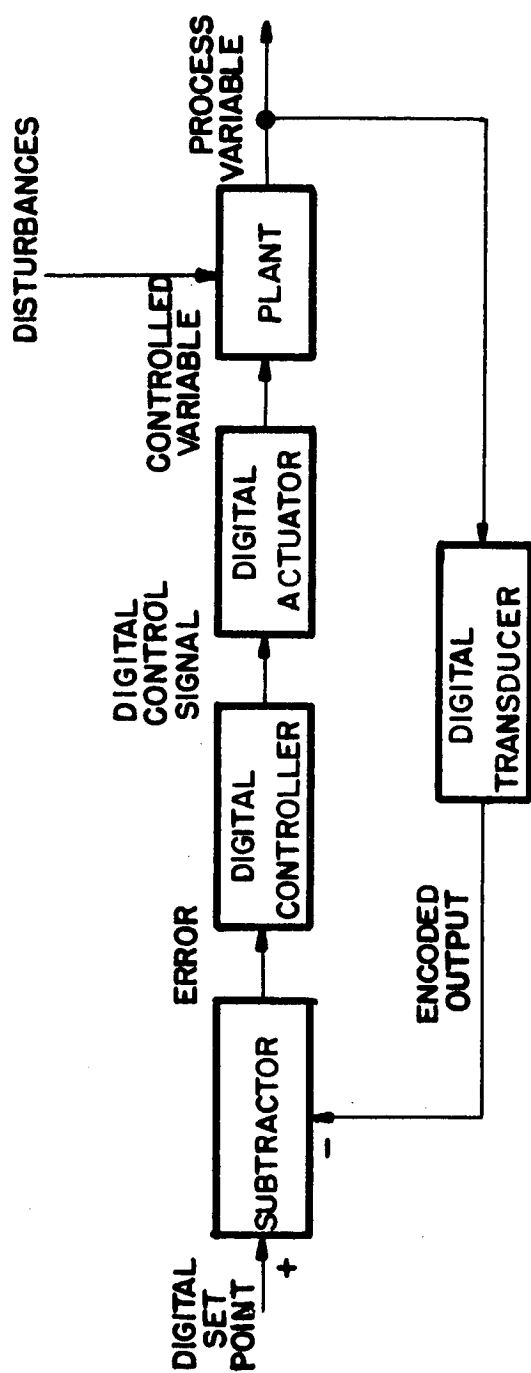 DIGITAL
SET
POINT
+
SUBTRACTOR
−
ERROR
DIGITAL
CONTROLLER
DIGITAL
CONTROL
SIGNAL
DIGITAL
ACTUATOR
CONTROLLED
VARIABLE
DISTURBANCES
PLANT
PROCESS
VARIABLE
DIGITAL
TRANSDUCER
ENCODED
OUTPUT